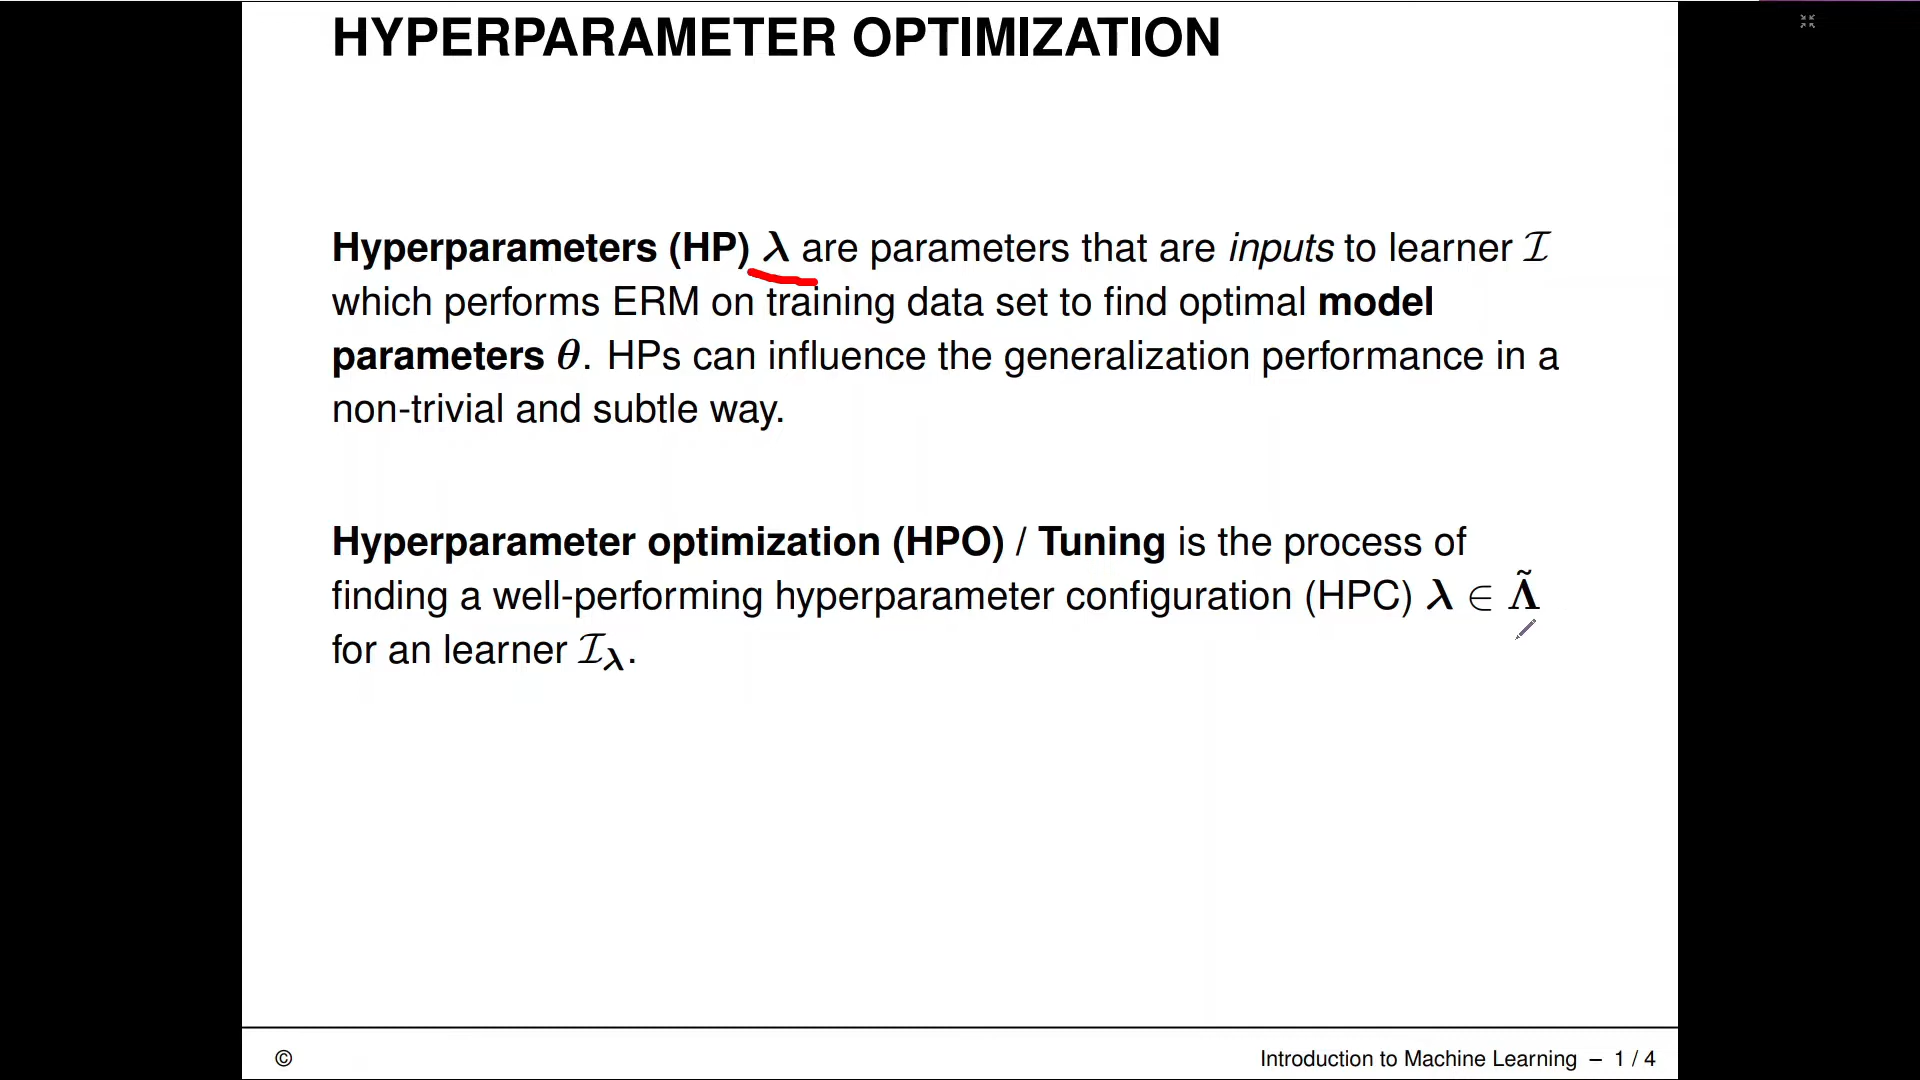 HYPERPARAMETER OPTIMIZATION
Hyperparameters (HP) λ are parameters that are inputs to learner ℐ
which performs ERM on training data set to find optimal model
parameters θ. HPs can influence the generalization performance in a
non-trivial and subtle way.
Hyperparameter optimization (HPO) / Tuning is the process of
finding a well-performing hyperparameter configuration (HPC) λ ∈ Λ̃
for an learner ℐ_λ.
© Introduction to Machine Learning – 1 / 4